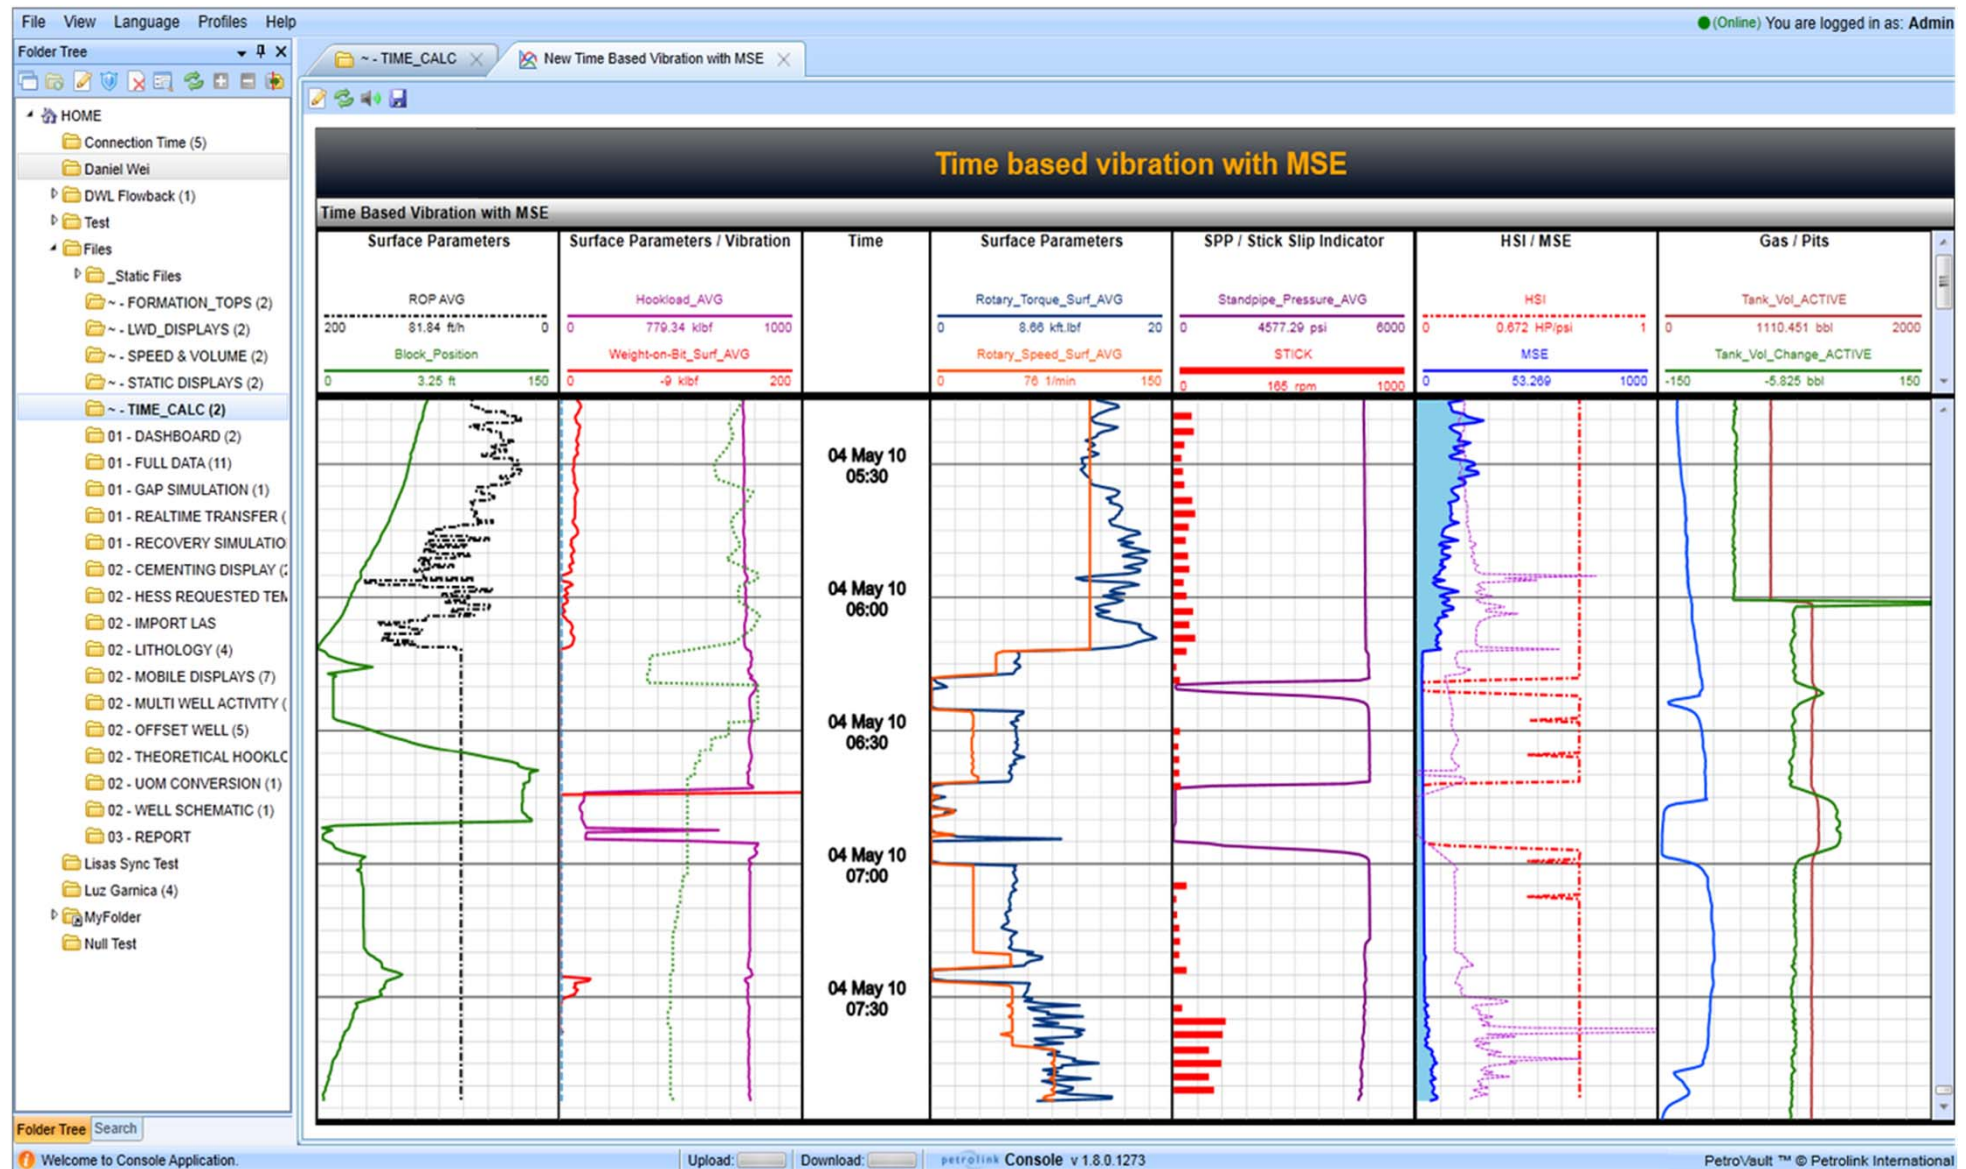 File View Language Profiles Help
(Online) You are logged in as: Admin
Folder Tree
~ - TIME_CALC
New Time Based Vibration with MSE
HOME
Connection Time (5)
Daniel Wei
DWL Flowback (1)
Test
Files
_Static Files
~ - FORMATION_TOPS (2)
~ - LWD_DISPLAYS (2)
~ - SPEED & VOLUME (2)
~ - STATIC DISPLAYS (2)
~ - TIME_CALC (2)
01 - DASHBOARD (2)
01 - FULL DATA (11)
01 - GAP SIMULATION (1)
01 - REALTIME TRANSFER (
01 - RECOVERY SIMULATIO
02 - CEMENTING DISPLAY (2
02 - HESS REQUESTED TEM
02 - IMPORT LAS
02 - LITHOLOGY (4)
02 - MOBILE DISPLAYS (7)
02 - MULTI WELL ACTIVITY (
02 - OFFSET WELL (5)
02 - THEORETICAL HOOKLO
02 - UOM CONVERSION (1)
02 - WELL SCHEMATIC (1)
03 - REPORT
Lisas Sync Test
Luz Garnica (4)
MyFolder
Null Test
Folder Tree Search
Time based vibration with MSE
Time Based Vibration with MSE
Surface Parameters
ROP AVG
200 81.84 ft/h 0
Block_Position
0 3.25 ft 150
Surface Parameters / Vibration
Hookload_AVG
0 779.34 klbf 1000
Weight-on-Bit_Surf_AVG
0 -9 klbf 200
Time
Surface Parameters
Rotary_Torque_Surf_AVG
0 8.66 kft.lbf 20
Rotary_Speed_Surf_AVG
0 76 1/min 150
SPP / Stick Slip Indicator
Standpipe_Pressure_AVG
0 4577.29 psi 6000
STICK
0 165 rpm 1000
HSI / MSE
HSI
0 0.672 HP/psi 1
MSE
0 53.269 1000
Gas / Pits
Tank_Vol_ACTIVE
0 1110.451 bbl 2000
Tank_Vol_Change_ACTIVE
-150 -5.825 bbl 150
04 May 10
05:30
04 May 10
06:00
04 May 10
06:30
04 May 10
07:00
04 May 10
07:30
Welcome to Console Application.
Upload: Download: petrolink Console v 1.8.0.1273
PetroVault ™ © Petrolink International